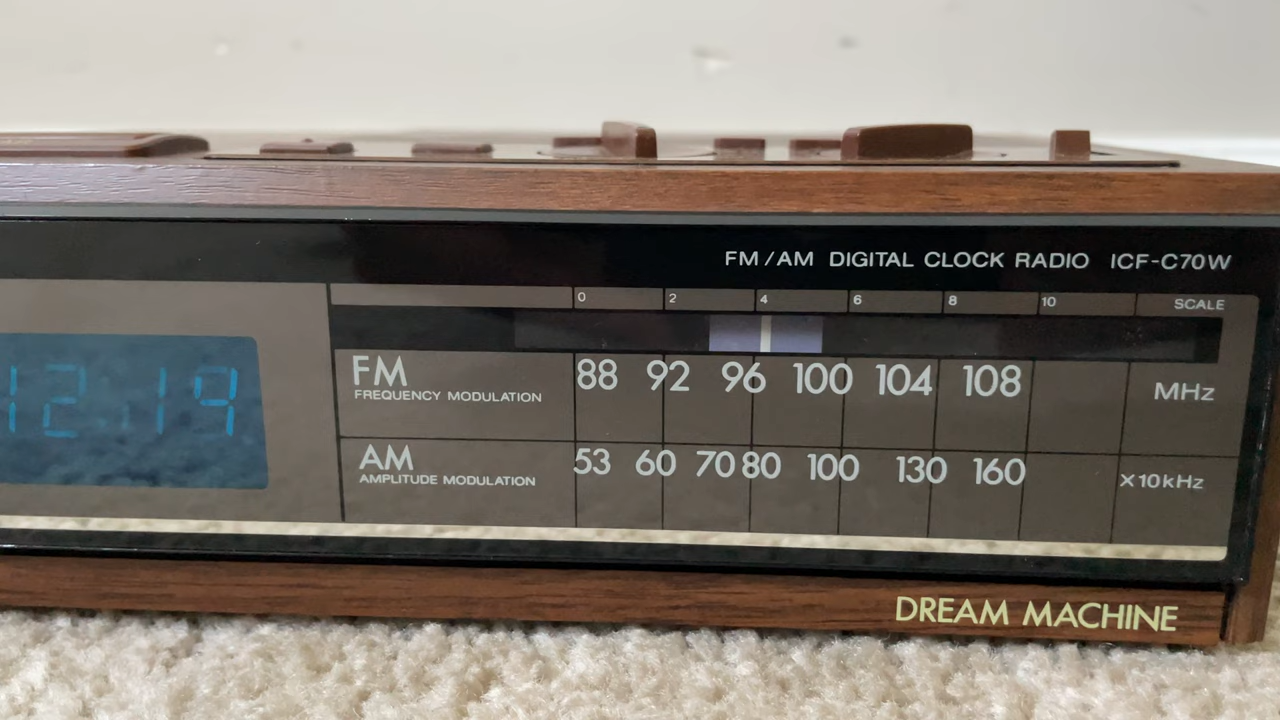 FM/AM DIGITAL CLOCK RADIO ICF-C70W
0 2 4 6 8 10 SCALE
12:19
FM 88 92 96 100 104 108 MHz
FREQUENCY MODULATION
AM 53 60 70 80 100 130 160 X10kHz
AMPLITUDE MODULATION
DREAM MACHINE